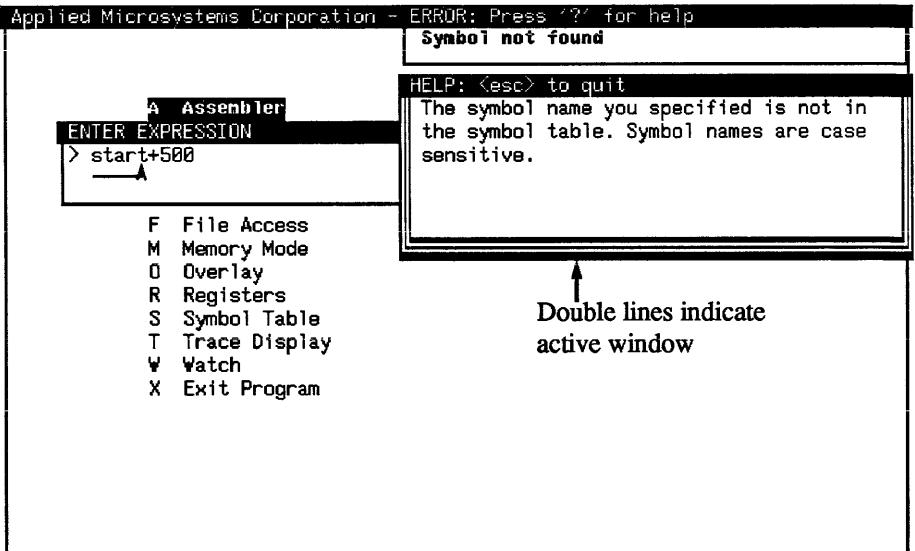 Applied Microsystems Corporation - ERROR: Press '?' for help
Symbol not found
HELP: <esc> to quit
The symbol name you specified is not in
the symbol table. Symbol names are case
sensitive.
A Assembler
ENTER EXPRESSION
> start+500
F File Access
M Memory Mode
O Overlay
R Registers
S Symbol Table
T Trace Display
W Watch
X Exit Program
Double lines indicate
active window